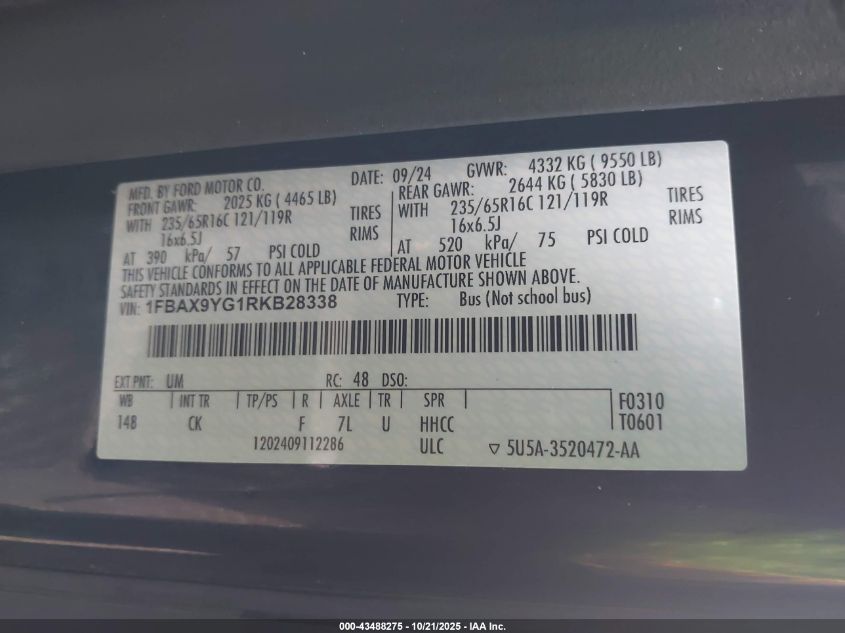 MFD. BY FORD MOTOR CO. DATE: 09/24 GVWR: 4332 KG ( 9550 LB)
FRONT GAWR: 2025 KG ( 4465 LB) REAR GAWR: 2644 KG ( 5830 LB)
WITH 235/65R16C 121/119R TIRES WITH 235/65R16C 121/119R TIRES
16x6.5J RIMS 16x6.5J RIMS
AT 390 kPa/ 57 PSI COLD AT 520 kPa/ 75 PSI COLD
THIS VEHICLE CONFORMS TO ALL APPLICABLE FEDERAL MOTOR VEHICLE
SAFETY STANDARDS IN EFFECT ON THE DATE OF MANUFACTURE SHOWN ABOVE.
VIN: 1FBAX9YG1RKB28338 TYPE: Bus (Not school bus)
EXT PNT: UM RC: 48 DSO:
WB INT TR TP/PS R AXLE TR SPR F0310
148 CK F 7L U HHCC T0601
1202409112286 ULC ▽ 5U5A-3520472-AA
000-43488275 - 10/21/2025 - IAA Inc.